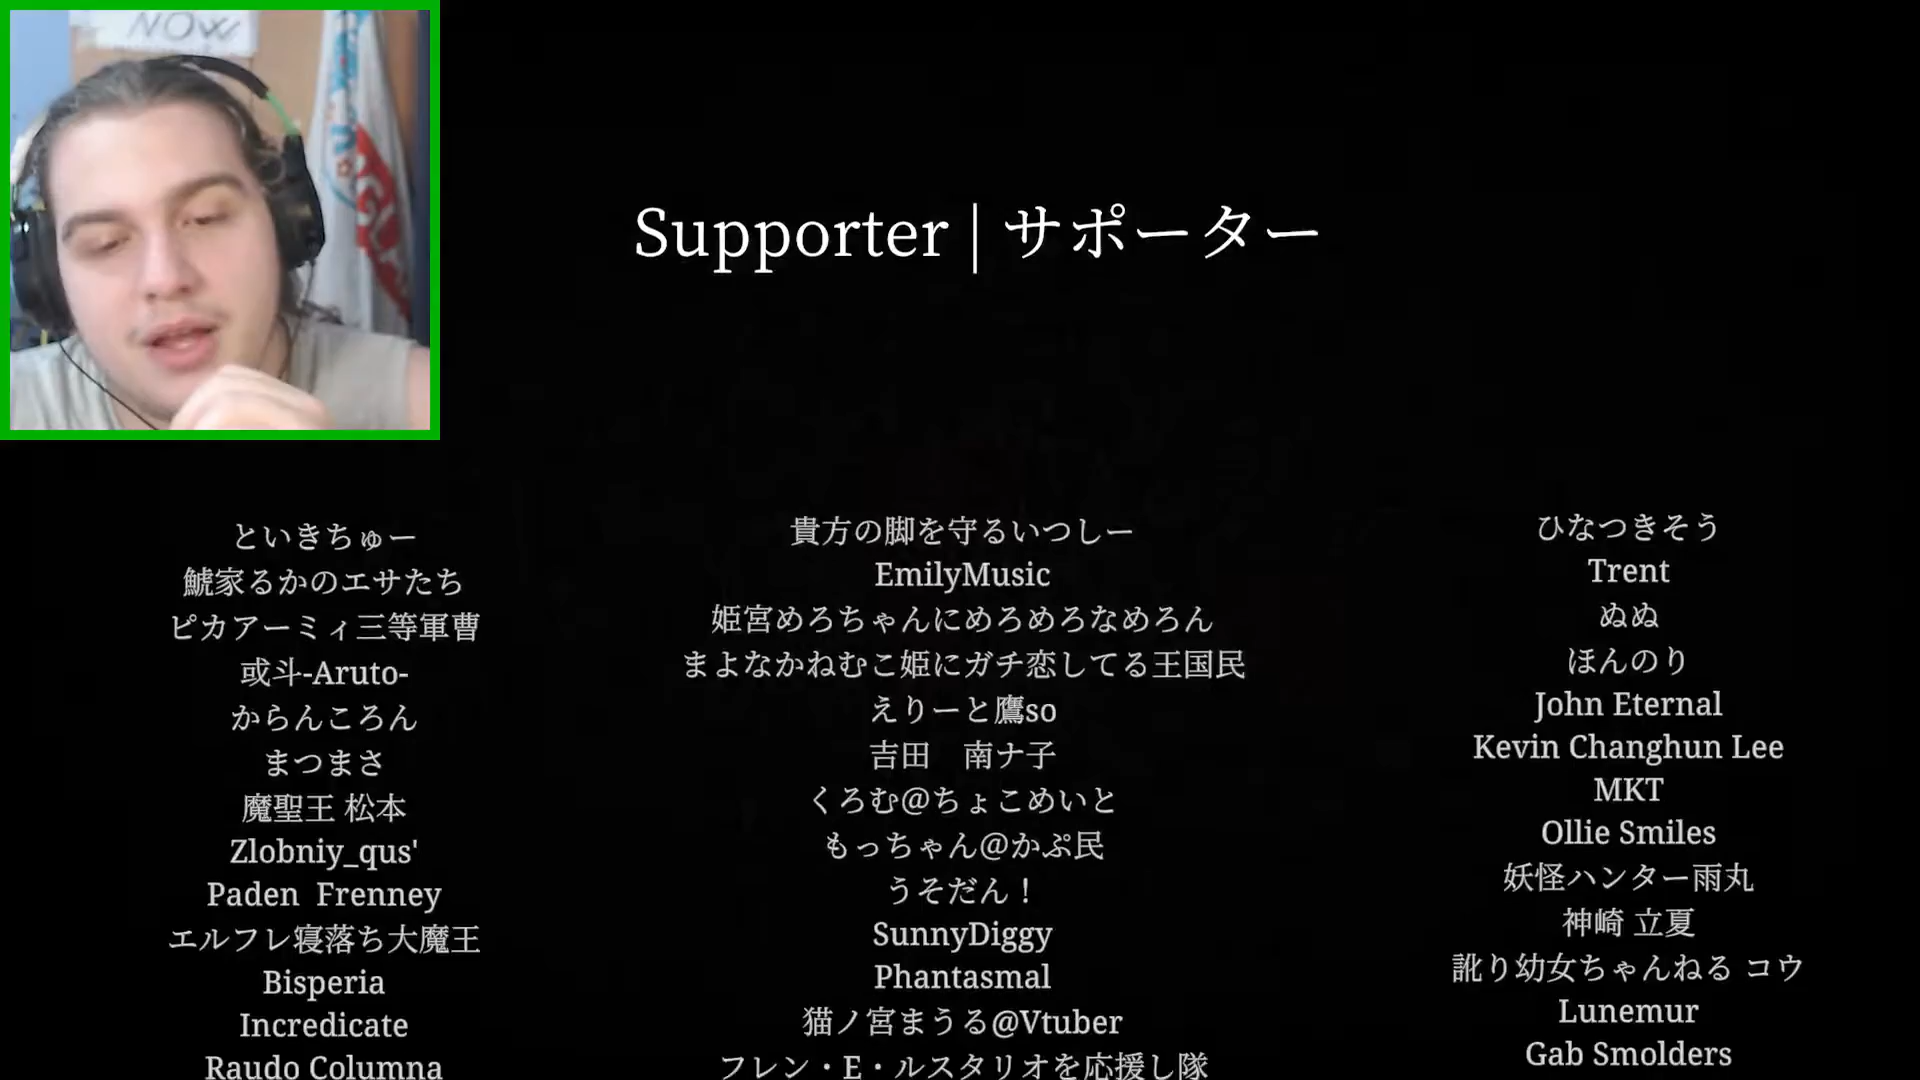 NOW
Supporter | サポーター
といきちゅー
鯱家るかのエサたち
ピカアーミィ三等軍曹
或斗-Aruto-
からんころん
まつまさ
魔聖王 松本
Zlobniy_qus'
Paden  Frenney
エルフレ寝落ち大魔王
Bisperia
Incredicate
Raudo Columna
貴方の脚を守るいつしー
EmilyMusic
姫宮めろちゃんにめろめろなめろん
まよなかねむこ姫にガチ恋してる王国民
えりーと鷹so
吉田　南ナ子
くろむ@ちょこめいと
もっちゃん@かぷ民
うそだん！
SunnyDiggy
Phantasmal
猫ノ宮まうる@Vtuber
フレン・E・ルスタリオを応援し隊
ひなつきそう
Trent
ぬぬ
ほんのり
John Eternal
Kevin Changhun Lee
MKT
Ollie Smiles
妖怪ハンター雨丸
神崎 立夏
訛り幼女ちゃんねる コウ
Lunemur
Gab Smolders